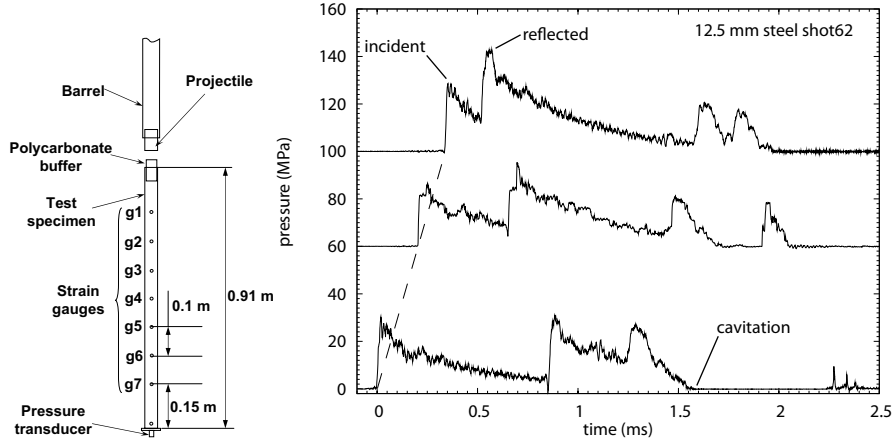 Barrel
Projectile
Polycarbonate
buffer
Test
specimen
g1
g2
g3
g4
g5
g6
g7
Strain
gauges
0.1 m
0.91 m
0.15 m
Pressure
transducer
12.5 mm steel shot62
incident
reflected
cavitation
pressure (MPa)
160
140
120
100
80
60
40
20
0
0
0.5
1
1.5
2
2.5
time (ms)